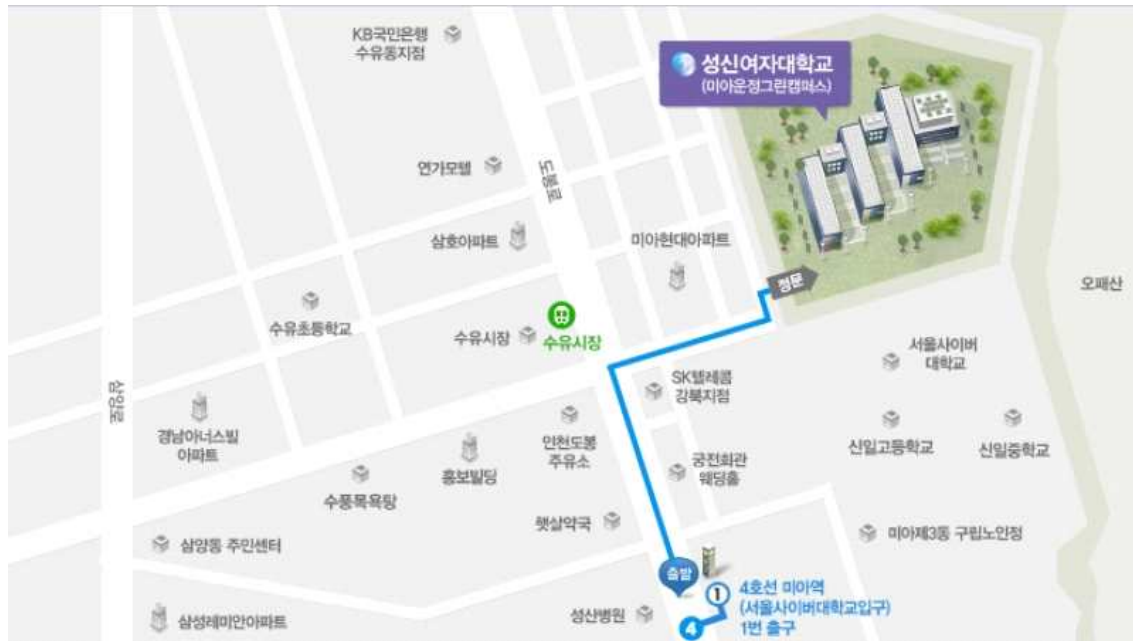 KB국민은행
수유동지점
성신여자대학교
(미아운정그린캠퍼스)
연가모텔
도봉로
삼호아파트
미아현대아파트
정문
오패산
수유초등학교
수유시장
수유시장
서울사이버
대학교
SK텔레콤
강북지점
삼양로
경남아너스빌
아파트
인천도봉
주유소
신일고등학교
신일중학교
홍보빌딩
궁전회관
웨딩홀
수풍목욕탕
햇살약국
미아제3동 구립노인정
삼양동 주민센터
출발
1
4호선 미아역
(서울사이버대학교입구)
1번 출구
4
성산병원
삼성래미안아파트